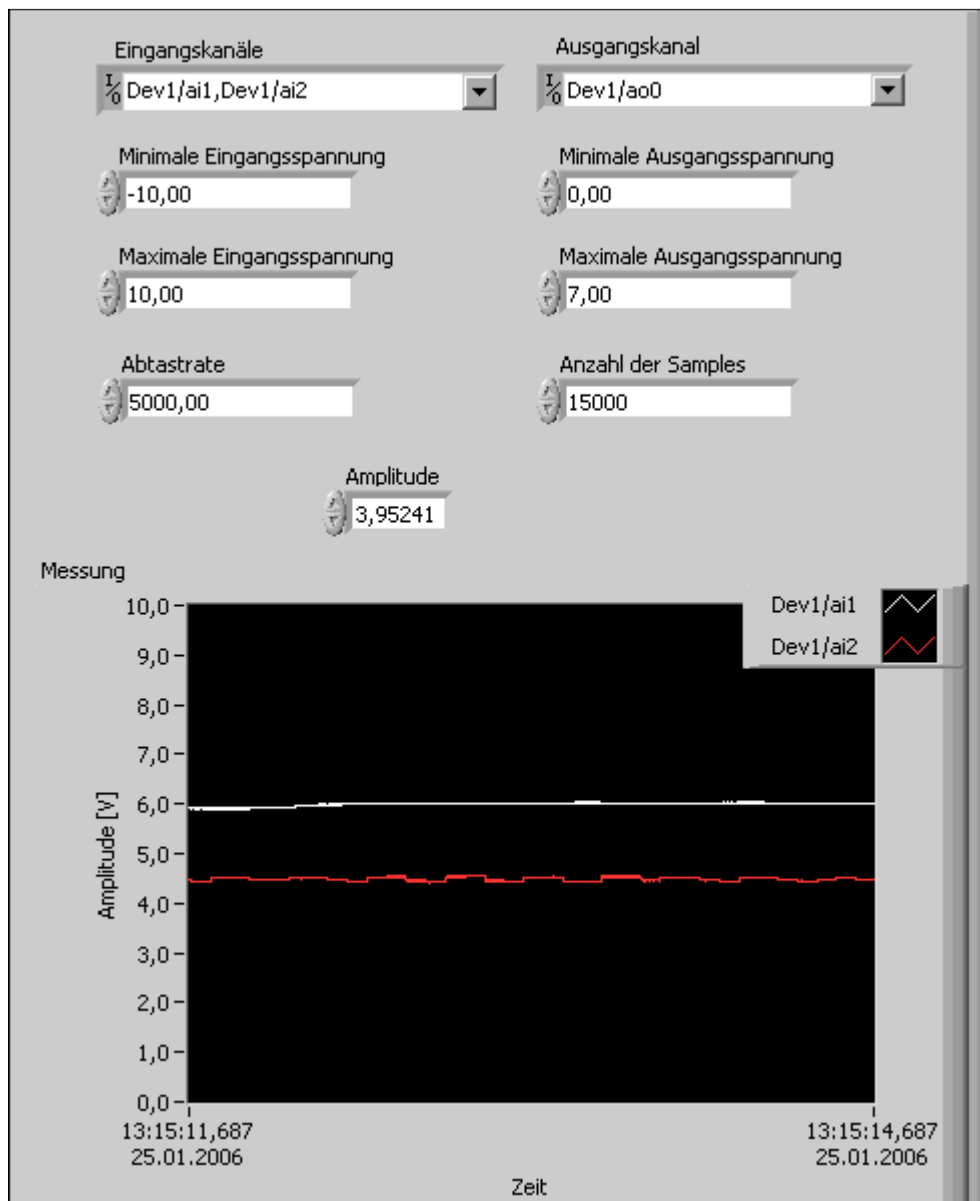 Eingangskanäle
Ausgangskanal
I/O Dev1/ai1,Dev1/ai2
I/O Dev1/ao0
Minimale Eingangsspannung
Minimale Ausgangsspannung
-10,00
0,00
Maximale Eingangsspannung
Maximale Ausgangsspannung
10,00
7,00
Abtastrate
Anzahl der Samples
5000,00
15000
Amplitude
3,95241
Messung
Dev1/ai1
Dev1/ai2
10,0
9,0
8,0
7,0
6,0
5,0
4,0
3,0
2,0
1,0
0,0
Amplitude [V]
13:15:11,687
25.01.2006
13:15:14,687
25.01.2006
Zeit